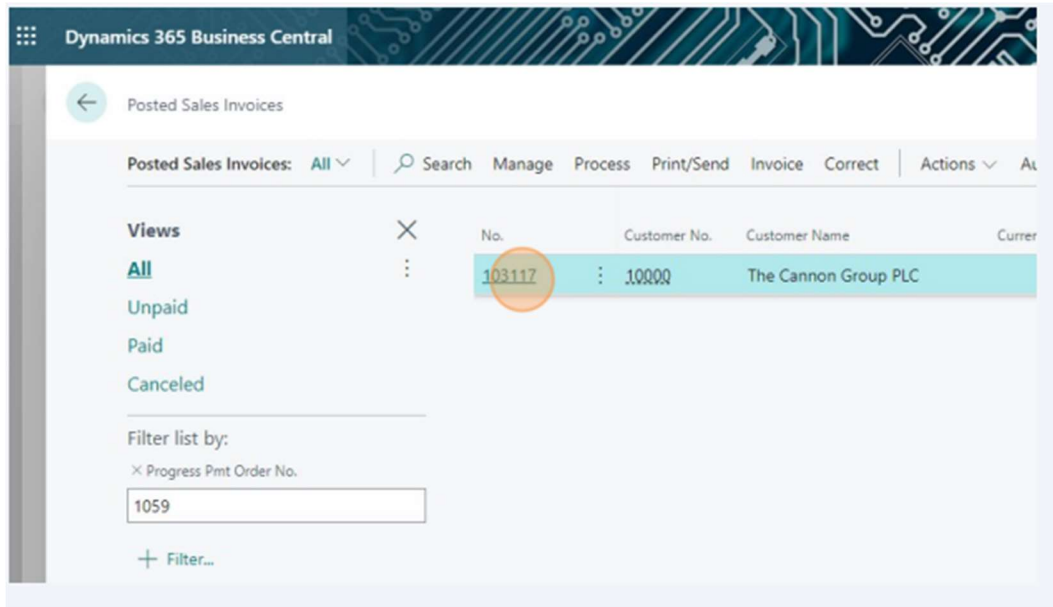 Dynamics 365 Business Central
Posted Sales Invoices
Posted Sales Invoices: All Search Manage Process Print/Send Invoice Correct Actions Au
Views
All
Unpaid
Paid
Canceled
Filter list by:
× Progress Pmt Order No.
1059
+ Filter...
No. Customer No. Customer Name Curren
103117 10000 The Cannon Group PLC